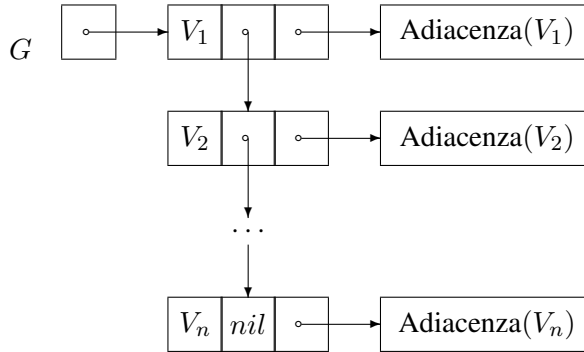 G V₁ Adiacenza(V₁)
V₂ Adiacenza(V₂)
...
Vₙ nil Adiacenza(Vₙ)